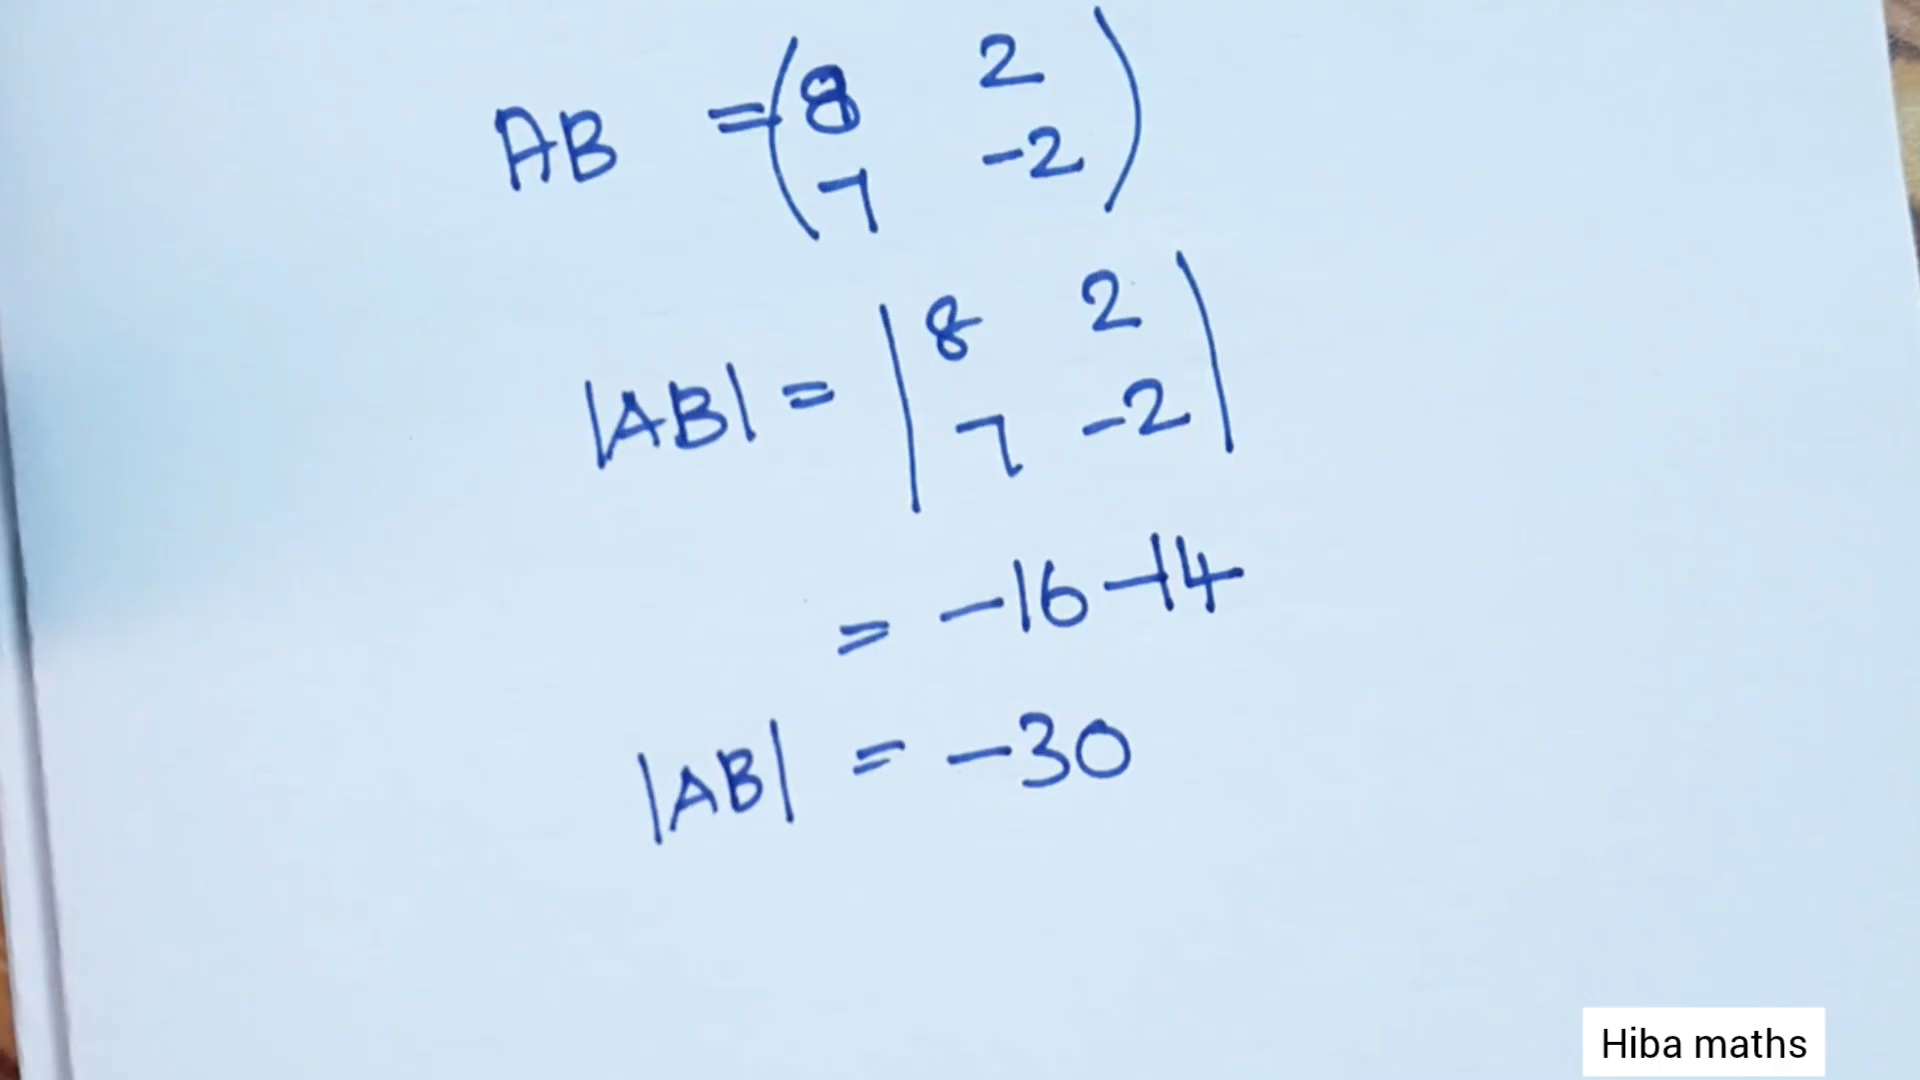 AB = ( 8 2
7 -2 )
|AB| = | 8 2
7 -2 |
= -16-14
|AB| = -30
Hiba maths